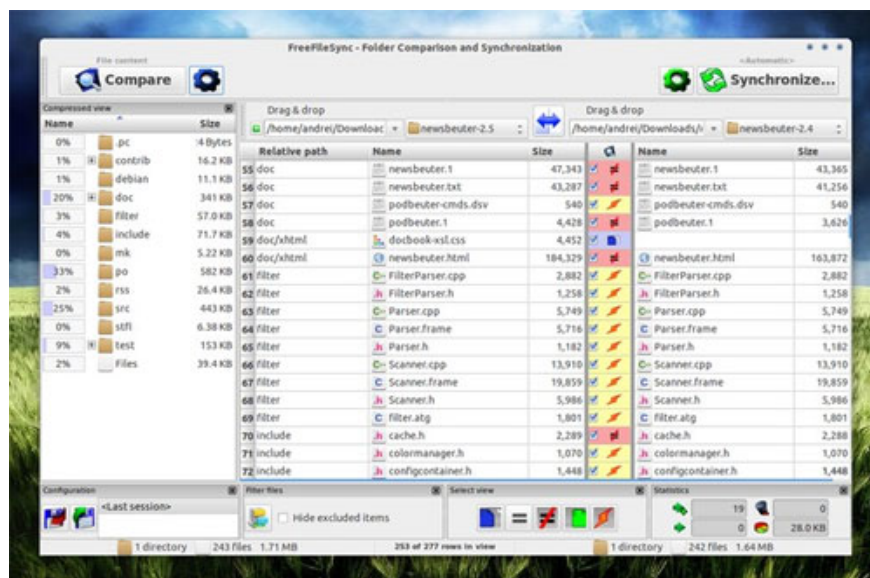 FreeFileSync - Folder Comparison and Synchronization
File content
<Automatic>
Compare
Synchronize...
Compressed view
Drag & drop
Drag & drop
Name Size
/home/andrei/Downloac newsbeuter-2.5
/home/andrei/Downloads/ newsbeuter-2.4
Relative path Name Size Name Size
0% .pc :4 Bytes
1% contrib 16.2 KB
1% debian 11.1 KB
20% doc 341 KB
3% filter 57.0 KB
4% include 71.7 KB
0% mk 5.22 KB
33% po 582 KB
2% rss 26.4 KB
25% src 443 KB
0% stfl 6.38 KB
9% test 153 KB
2% Files 39.4 KB
55 doc newsbeuter.1 47,343 newsbeuter.1 43,365
56 doc newsbeuter.txt 43,287 newsbeuter.txt 41,256
57 doc podbeuter-cmds.dsv 540 podbeuter-cmds.dsv 540
58 doc podbeuter.1 4,428 podbeuter.1 3,626
59 doc/xhtml docbook-xsl.css 4,452
60 doc/xhtml newsbeuter.html 184,329 newsbeuter.html 163,872
61 filter FilterParser.cpp 2,882 FilterParser.cpp 2,882
62 filter FilterParser.h 1,258 FilterParser.h 1,258
63 filter Parser.cpp 5,749 Parser.cpp 5,749
64 filter Parser.frame 5,716 Parser.frame 5,716
65 filter Parser.h 1,182 Parser.h 1,182
66 filter Scanner.cpp 13,910 Scanner.cpp 13,910
67 filter Scanner.frame 19,859 Scanner.frame 19,859
68 filter Scanner.h 5,986 Scanner.h 5,986
69 filter filter.atg 1,801 filter.atg 1,801
70 include cache.h 2,289 cache.h 2,288
71 include colormanager.h 1,070 colormanager.h 1,070
72 include configcontainer.h 1,448 configcontainer.h 1,448
Configuration
Filter files
Select view
Statistics
<Last session>
Hide excluded items
19 0
0 28.0 KB
1 directory 243 files 1.71 MB 253 of 277 rows in view 1 directory 242 files 1.64 MB